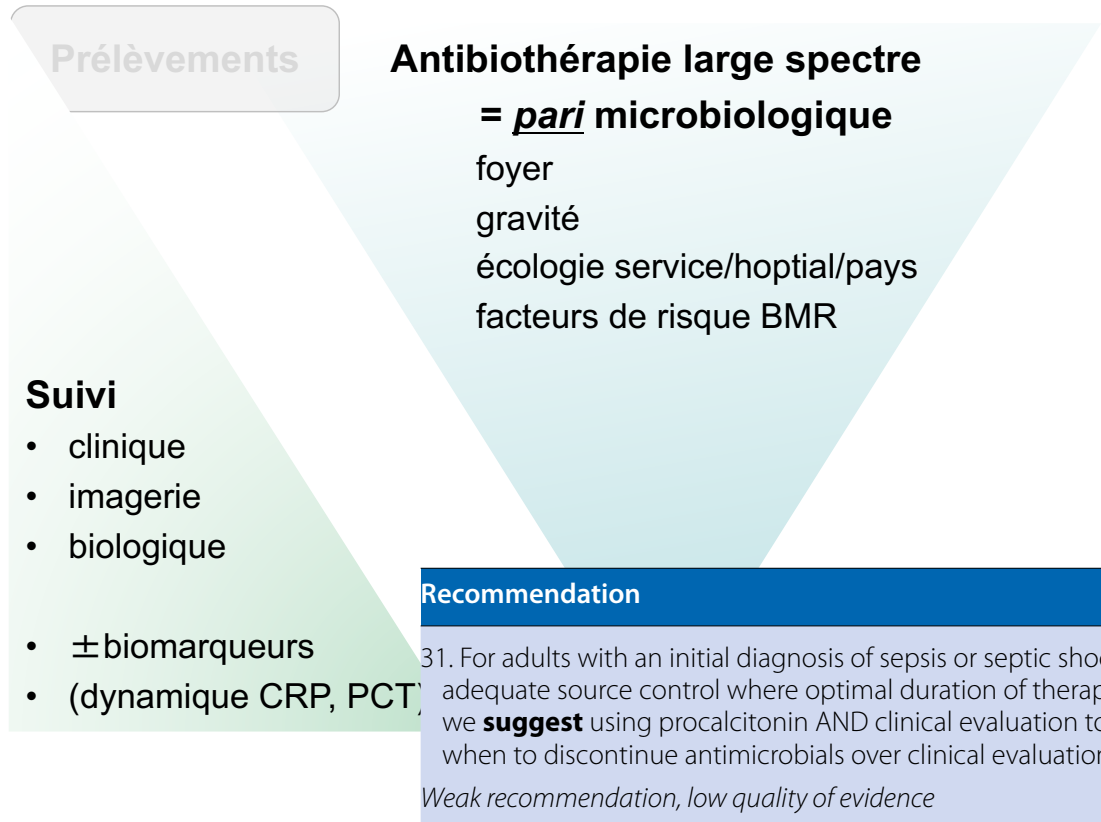 Prélèvements
Antibiothérapie large spectre
= pari microbiologique
foyer
gravité
écologie service/hoptial/pays
facteurs de risque BMR
Suivi
• clinique
• imagerie
• biologique
• ±biomarqueurs
• (dynamique CRP, PCT)
Recommendation
31. For adults with an initial diagnosis of sepsis or septic
adequate source control where optimal duration of
we suggest using procalcitonin AND clinical evaluation
when to discontinue antimicrobials over clinical evaluation
Weak recommendation, low quality of evidence